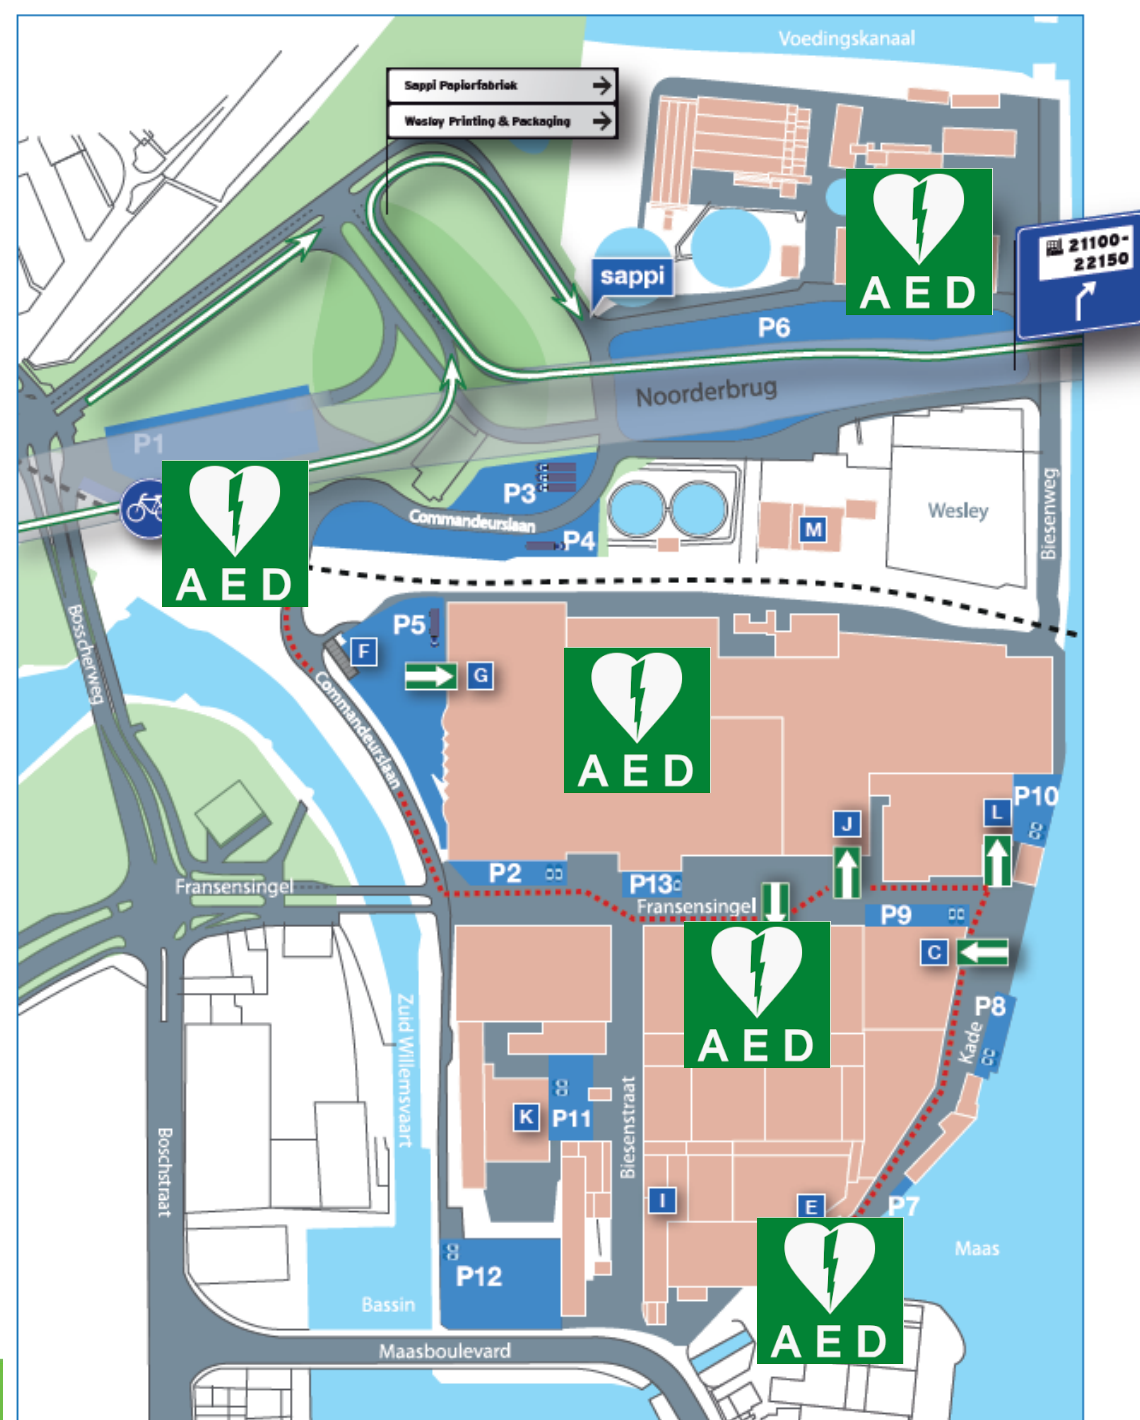 Voedingskanaal
Sappi Papierfabriek
Wesley Printing & Packaging
AED
21100-
22150
sappi
P6
Noorderbrug
P1
P3
Commandeurslaan
P4
AED
M
Wesley
Biesenweg
Bosscherweg
P5
F
G
Commandeurslaan
AED
P10
L
J
P2
P13
Fransensingel
Fransensingel
P9
C
AED
Zuid Willemsvaart
P8
Kade
K
P11
Biesenstraat
Boschstraat
I
E
P7
Maas
P12
Bassin
AED
Maasboulevard